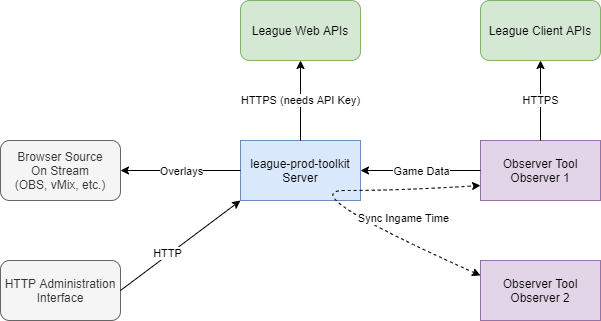 League Web APIs
League Client APIs
HTTPS (needs API Key)
HTTPS
Browser Source
On Stream
(OBS, vMix, etc.)
Overlays
league-prod-toolkit
Server
Game Data
Observer Tool
Observer 1
Sync Ingame Time
HTTP
HTTP Administration
Interface
Observer Tool
Observer 2